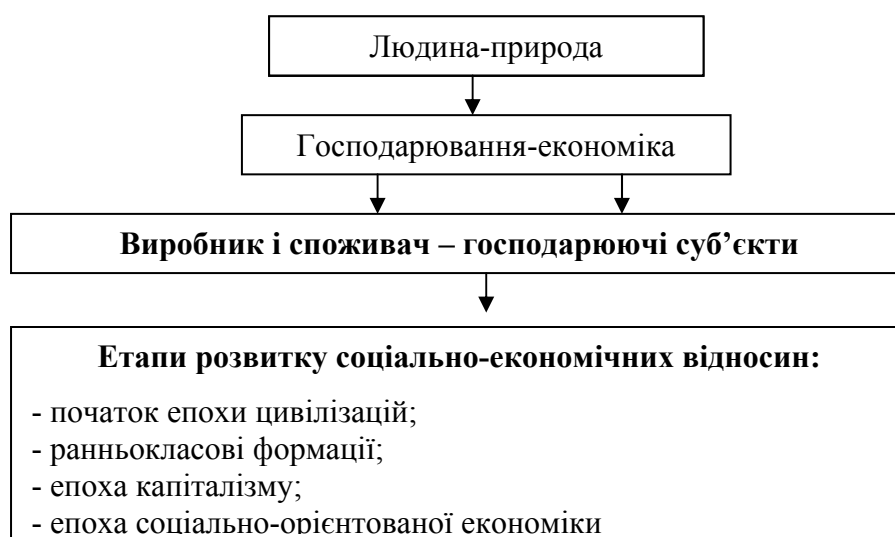 Людина-природа
Господарювання-економіка
Виробник і споживач – господарюючі суб’єкти
Етапи розвитку соціально-економічних відносин:
- початок епохи цивілізацій;
- ранньокласові формації;
- епоха капіталізму;
- епоха соціально-орієнтованої економіки